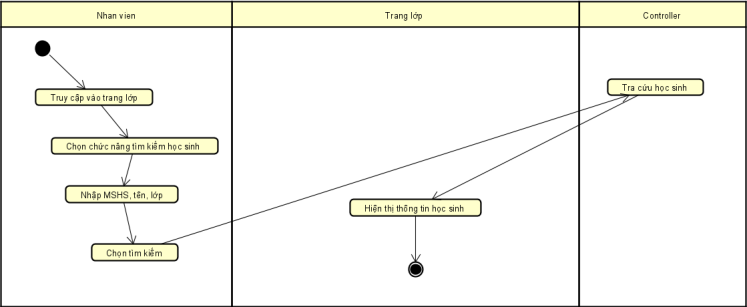 Nhan vien
Trang lớp
Controller
Truy cập vào trang lớp
Tra cứu học sinh
Chọn chức năng tìm kiếm học sinh
Nhập MSHS, tên, lớp
Hiện thị thông tin học sinh
Chọn tìm kiếm